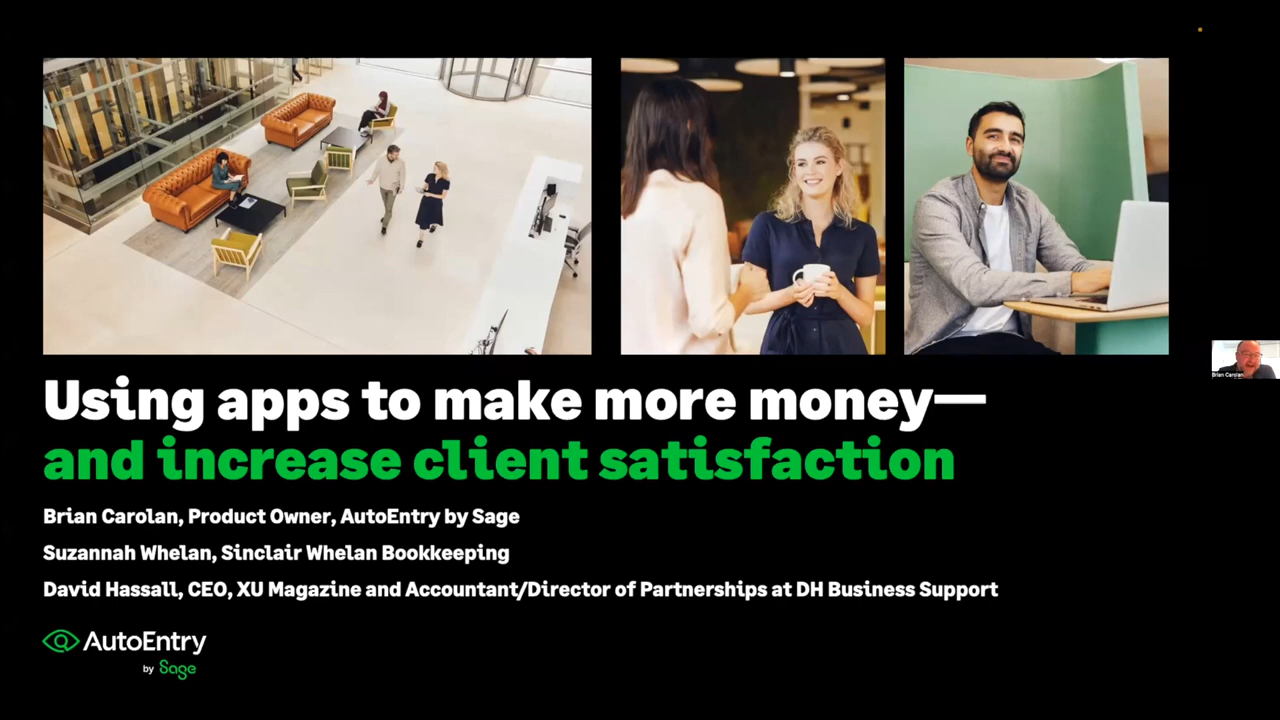 Using apps to make more money—
and increase client satisfaction
Brian Carolan, Product Owner, AutoEntry by Sage
Suzannah Whelan, Sinclair Whelan Bookkeeping
David Hassall, CEO, XU Magazine and Accountant/Director of Partnerships at DH Business Support
AutoEntry
by Sage
Brian Carolan